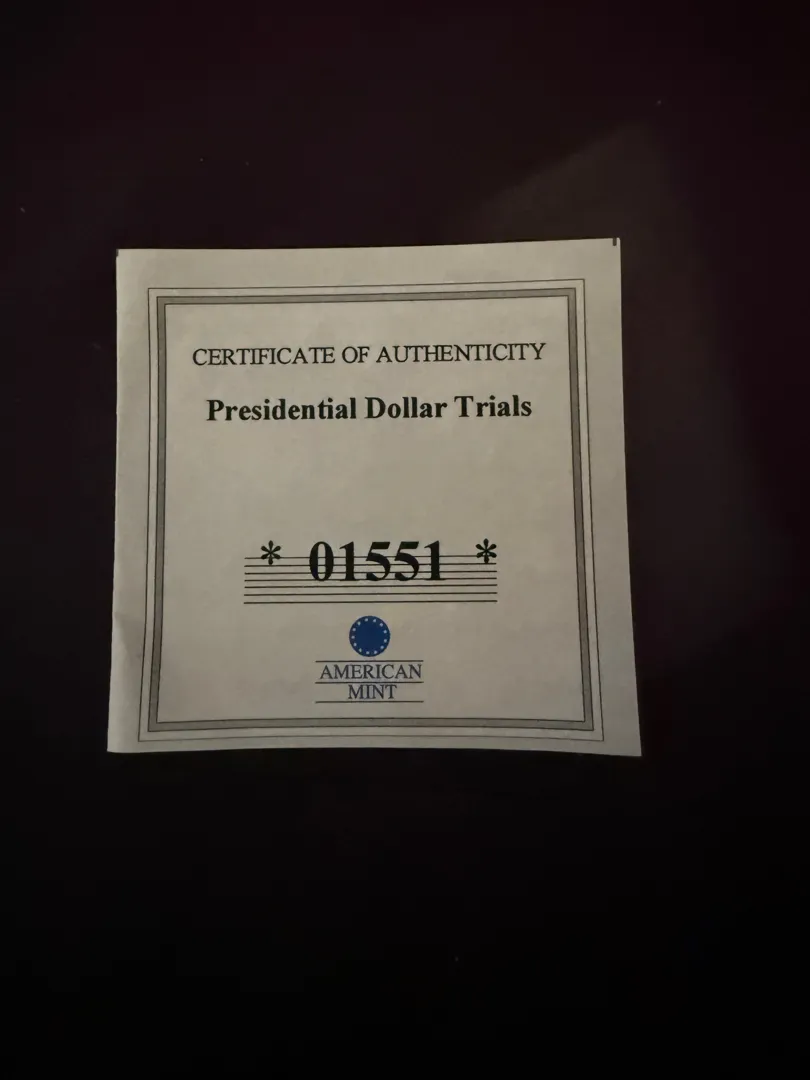 CERTIFICATE OF AUTHENTICITY
Presidential Dollar Trials
* 01551 *
AMERICAN
MINT